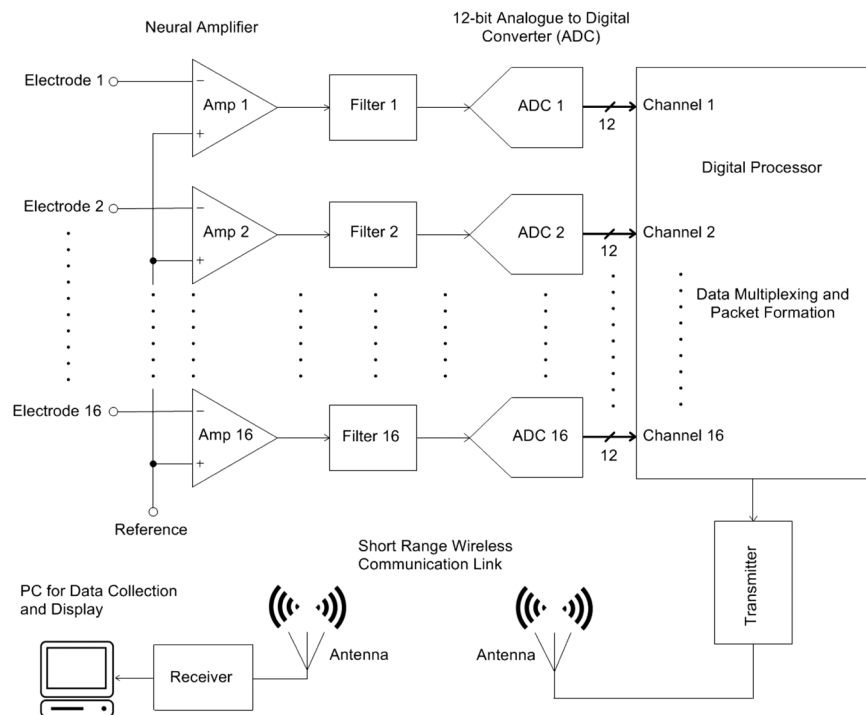 Neural Amplifier
12-bit Analogue to Digital
Converter (ADC)
Electrode 1
−
Amp 1
+
Filter 1
ADC 1
12
Channel 1
Digital Processor
Electrode 2
−
Amp 2
+
Filter 2
ADC 2
12
Channel 2
Data Multiplexing and
Packet Formation
Electrode 16
−
Amp 16
+
Filter 16
ADC 16
12
Channel 16
Reference
Short Range Wireless
Communication Link
Transmitter
PC for Data Collection
and Display
Receiver
Antenna
Antenna